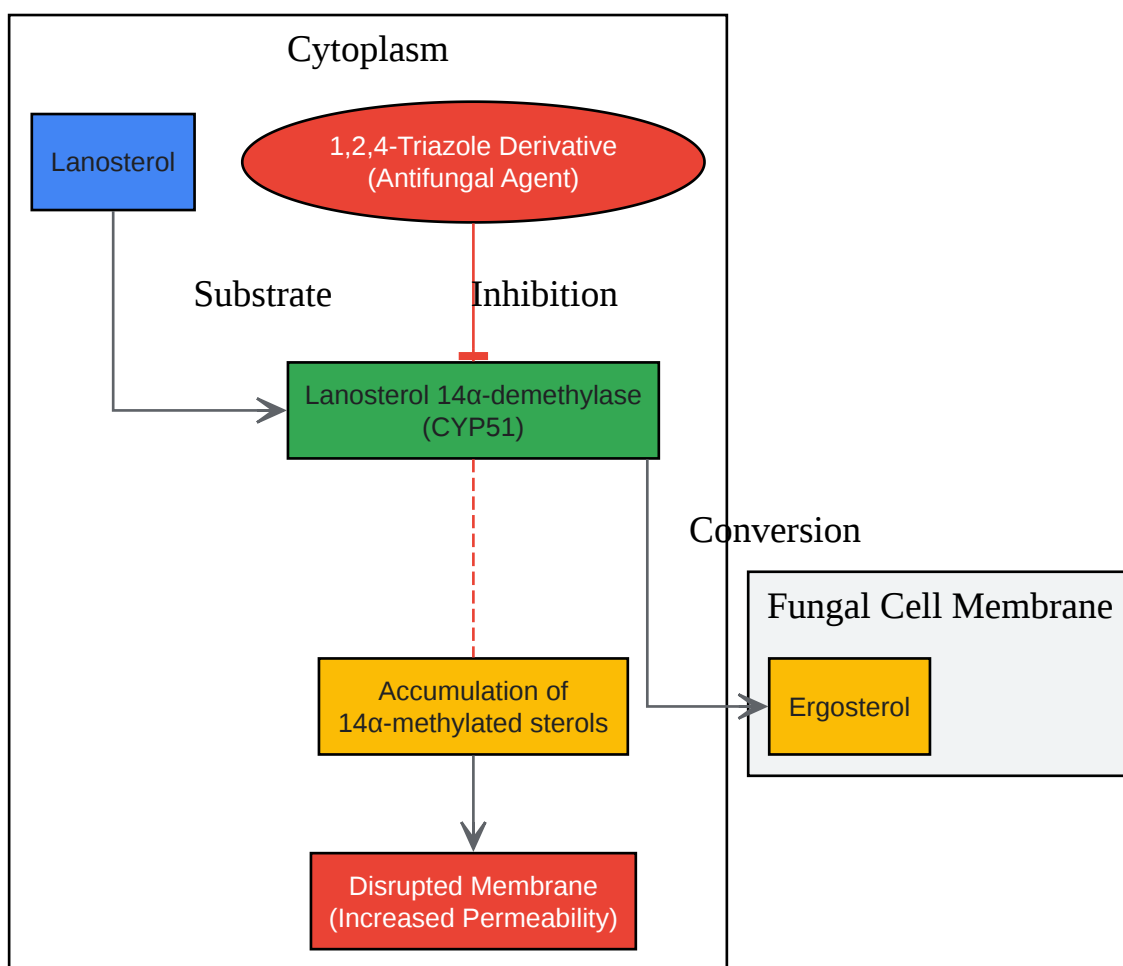 Cytoplasm
Lanosterol
1,2,4-Triazole Derivative
(Antifungal Agent)
Substrate
Inhibition
Lanosterol 14α-demethylase
(CYP51)
Conversion
Fungal Cell Membrane
Accumulation of
14α-methylated sterols
Ergosterol
Disrupted Membrane
(Increased Permeability)